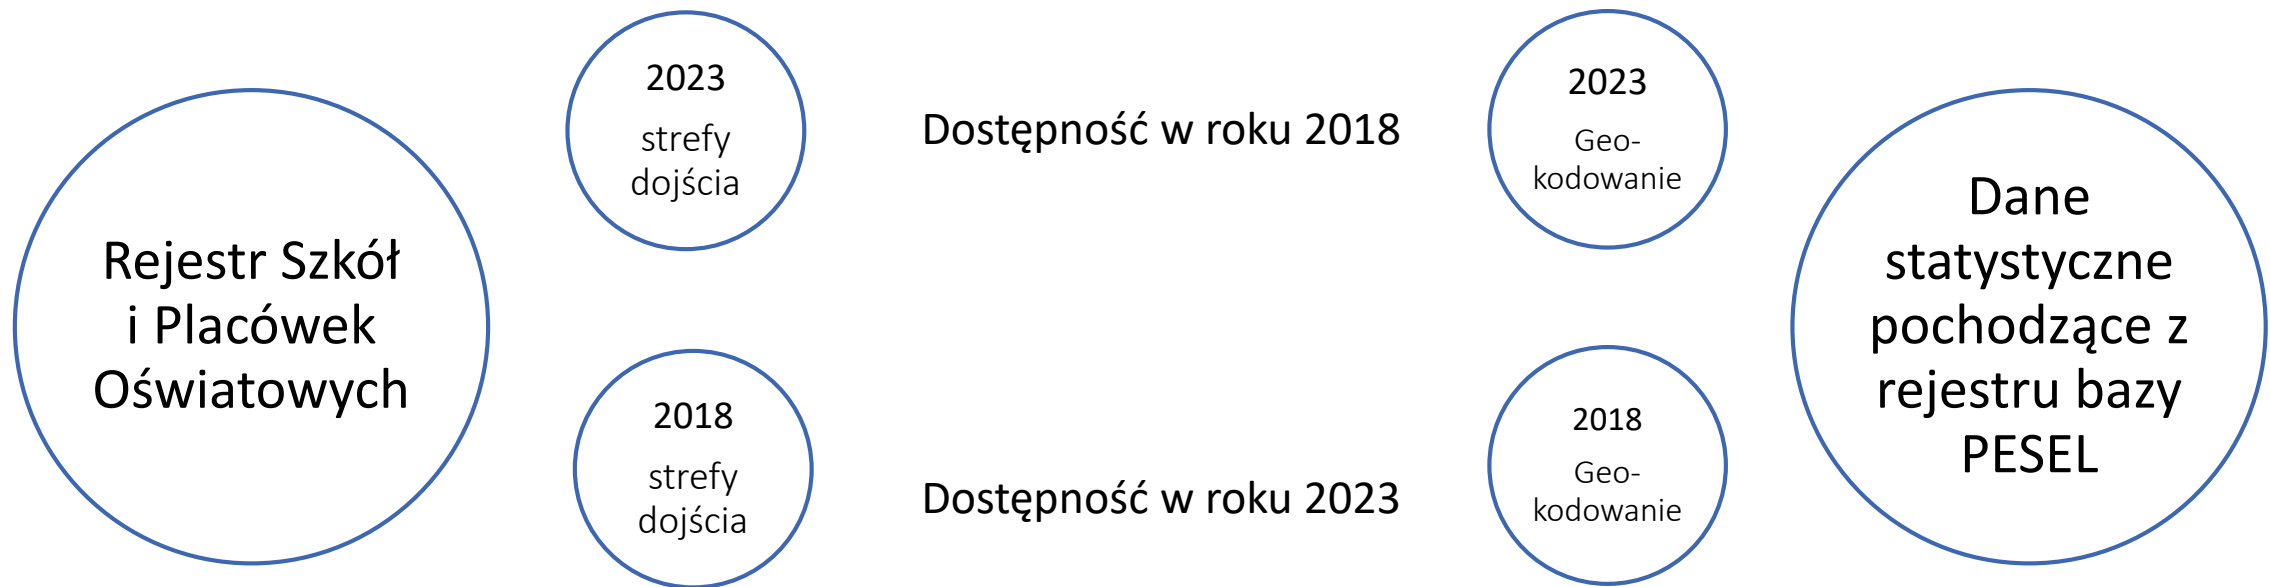 Rejestr Szkół
i Placówek
Oświatowych
2023
strefy
dojścia
2018
strefy
dojścia
Dostępność w roku 2018
Dostępność w roku 2023
2023
Geo-
kodowanie
2018
Geo-
kodowanie
Dane
statystyczne
pochodzące z
rejestru bazy
PESEL